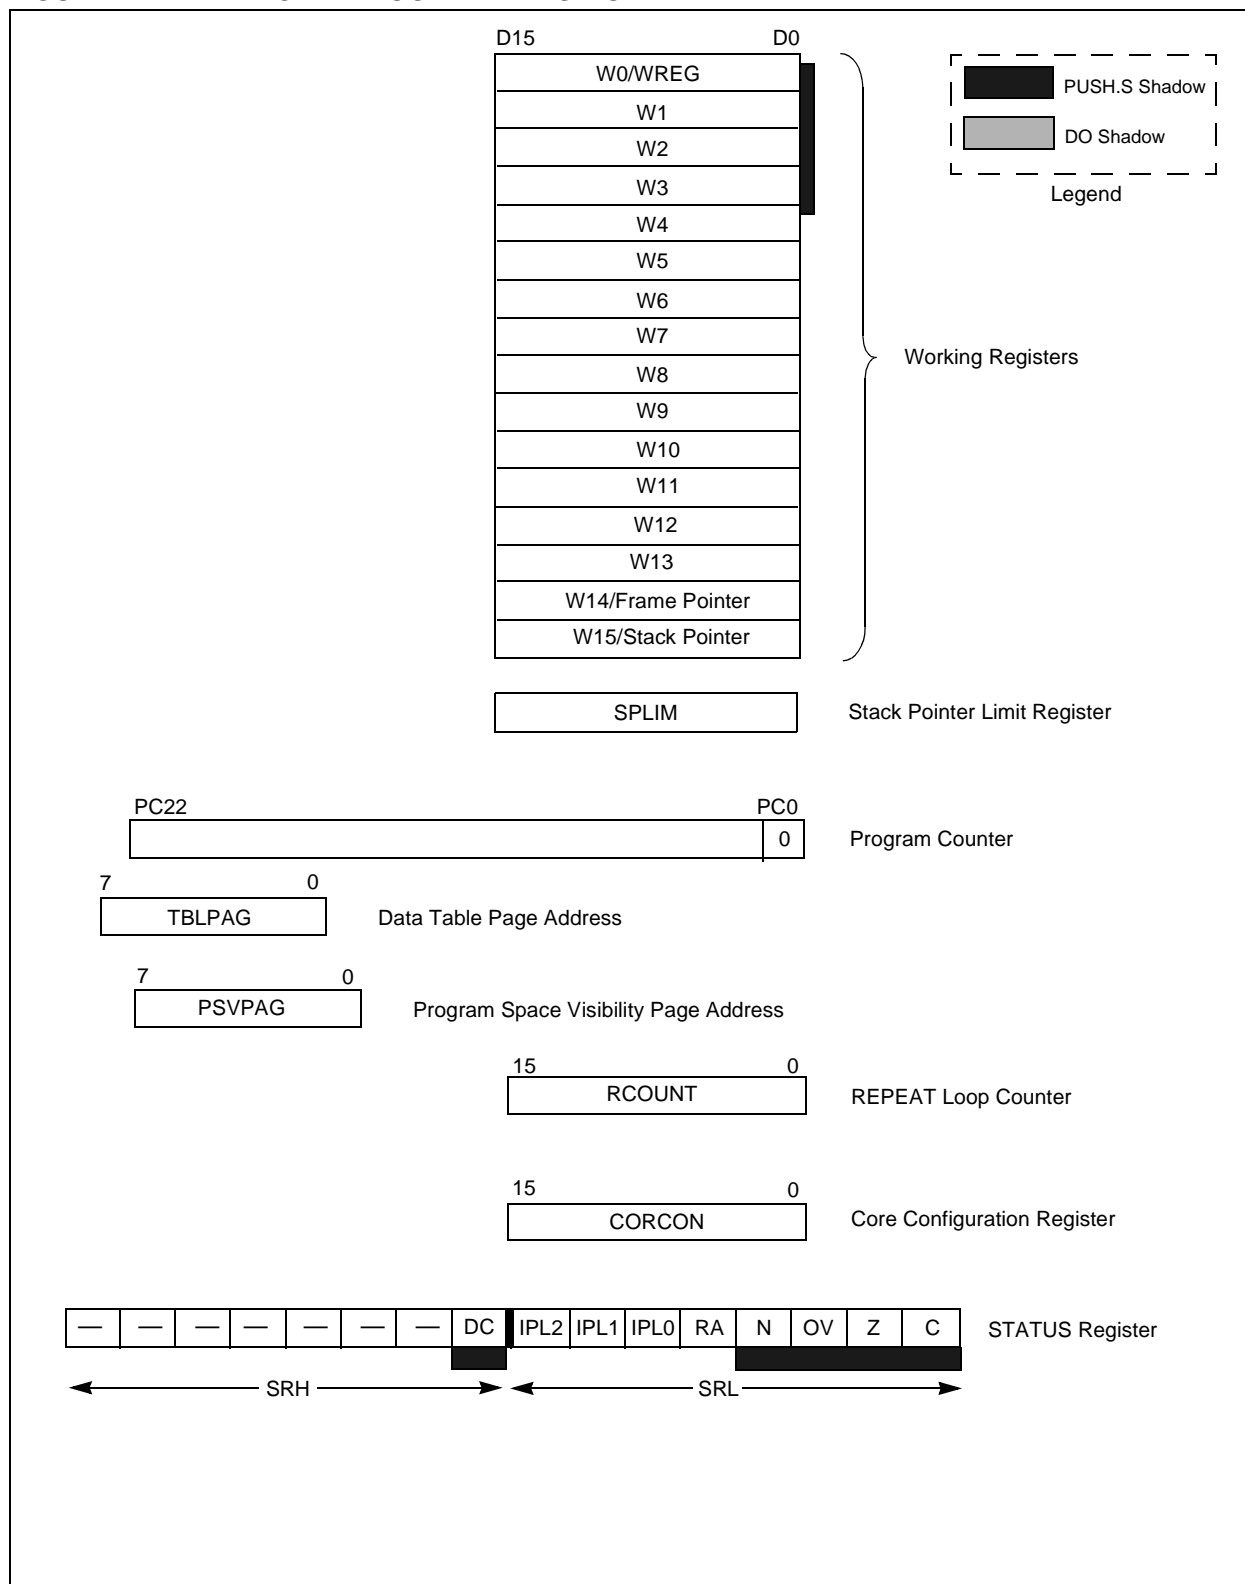 D15 D0
W0/WREG
PUSH.S Shadow
W1
DO Shadow
W2
W3
Legend
W4
W5
W6
W7
Working Registers
W8
W9
W10
W11
W12
W13
W14/Frame Pointer
W15/Stack Pointer
SPLIM Stack Pointer Limit Register
PC22 PC0
0 Program Counter
7 0
TBLPAG Data Table Page Address
7 0
PSVPAG Program Space Visibility Page Address
15 0
RCOUNT REPEAT Loop Counter
15 0
CORCON Core Configuration Register
— — — — — — — DC IPL2 IPL1 IPL0 RA N OV Z C STATUS Register
SRH SRL